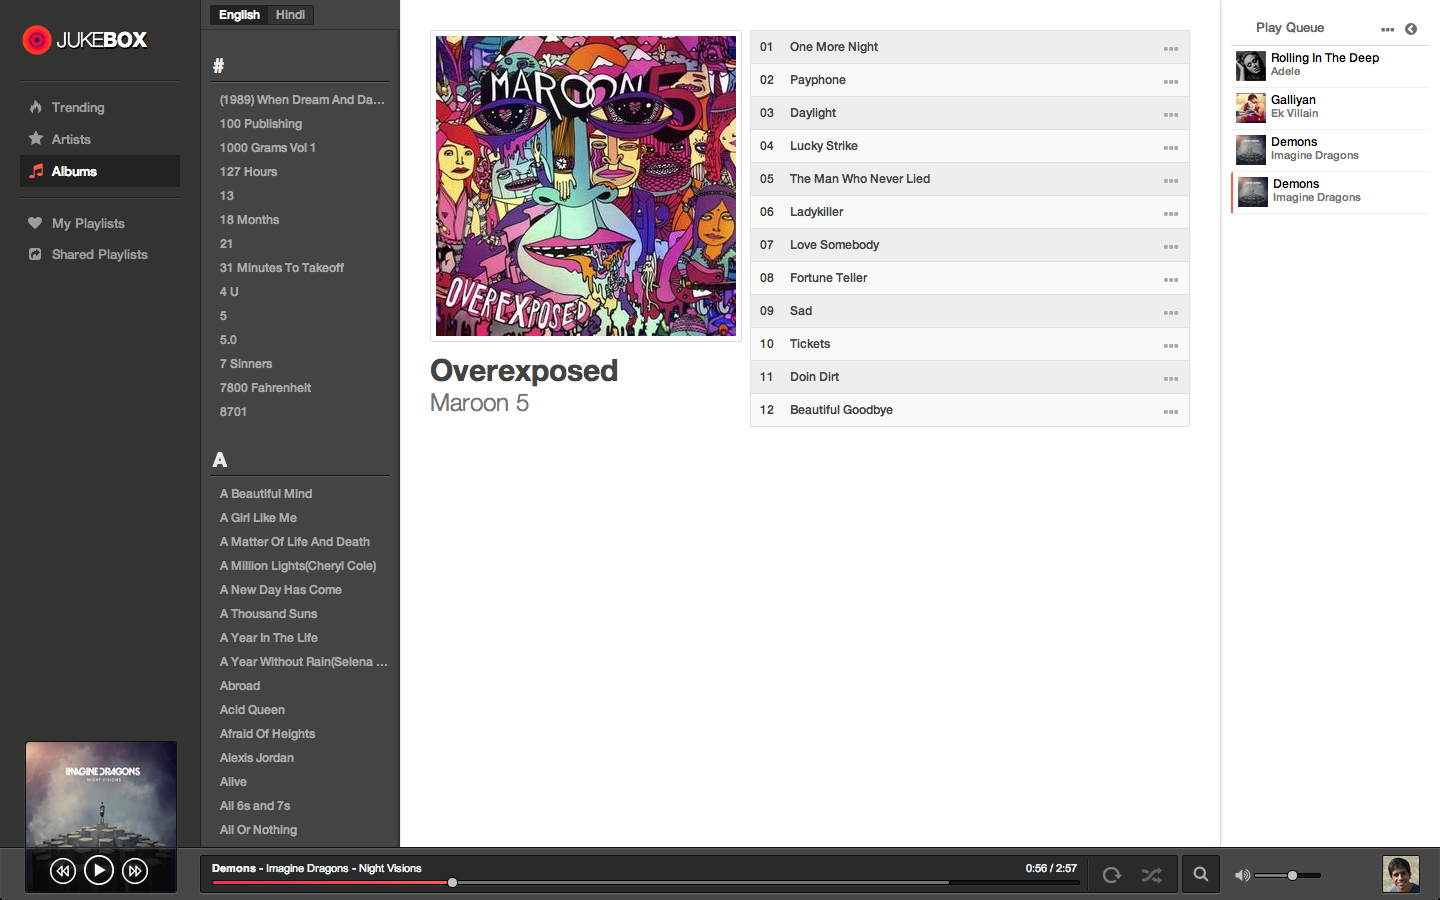 JUKEBOX
Trending
Artists
Albums
My Playlists
Shared Playlists
IMAGINE DRAGONS
NIGHT VISIONS
English
Hindi
#
(1989) When Dream And Da...
100 Publishing
1000 Grams Vol 1
127 Hours
13
18 Months
21
31 Minutes To Takeoff
4 U
5
5.0
7 Sinners
7800 Fahrenheit
8701
A
A Beautiful Mind
A Girl Like Me
A Matter Of Life And Death
A Million Lights(Cheryl Cole)
A New Day Has Come
A Thousand Suns
A Year In The Life
A Year Without Rain(Selena ...
Abroad
Acid Queen
Afraid Of Heights
Alexis Jordan
Alive
All 6s and 7s
All Or Nothing
MAROON 5
OVEREXPOSED
Overexposed
Maroon 5
01 One More Night
02 Payphone
03 Daylight
04 Lucky Strike
05 The Man Who Never Lied
06 Ladykiller
07 Love Somebody
08 Fortune Teller
09 Sad
10 Tickets
11 Doin Dirt
12 Beautiful Goodbye
Play Queue
Rolling In The Deep
Adele
Galliyan
Ek Villain
Demons
Imagine Dragons
Demons
Imagine Dragons
Demons - Imagine Dragons - Night Visions
0:56 / 2:57